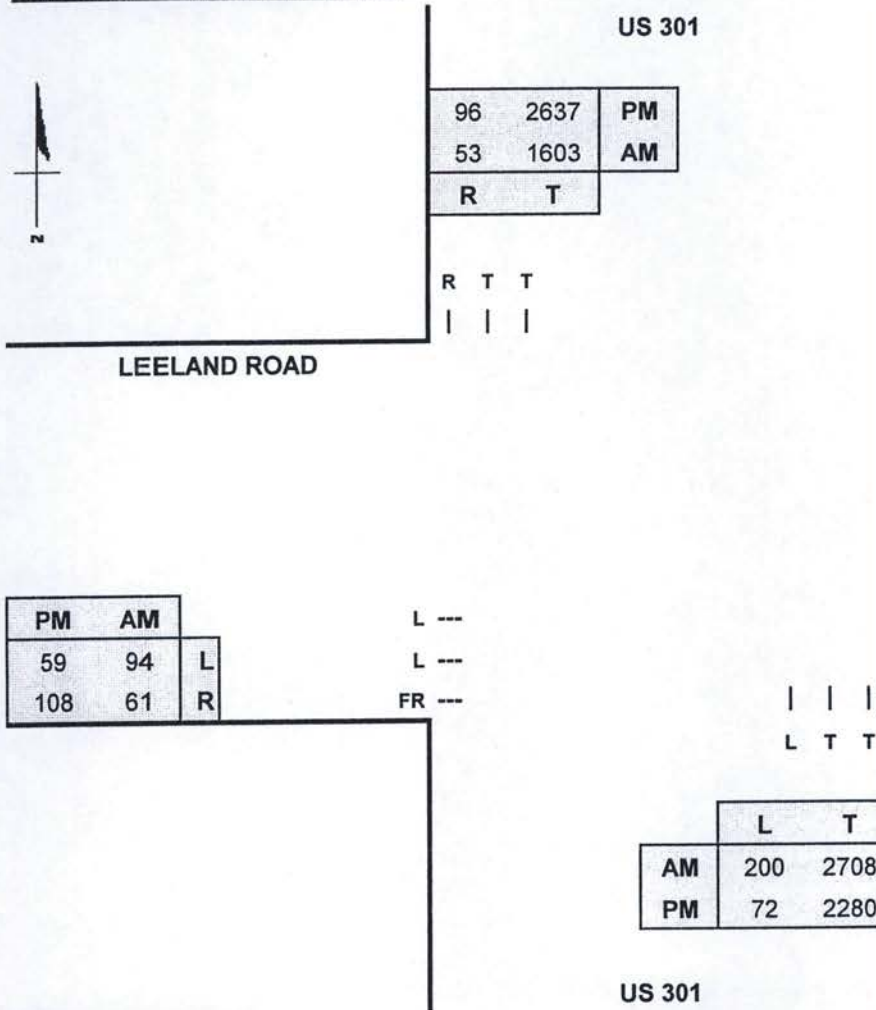 US 301
96 2637 PM
53 1603 AM
R T
R T T
| | |
N
LEELAND ROAD
PM AM
59 94 L
108 61 R
L ---
L ---
FR ---
| | |
L T T
L T
AM 200 2708
PM 72 2280
US 301